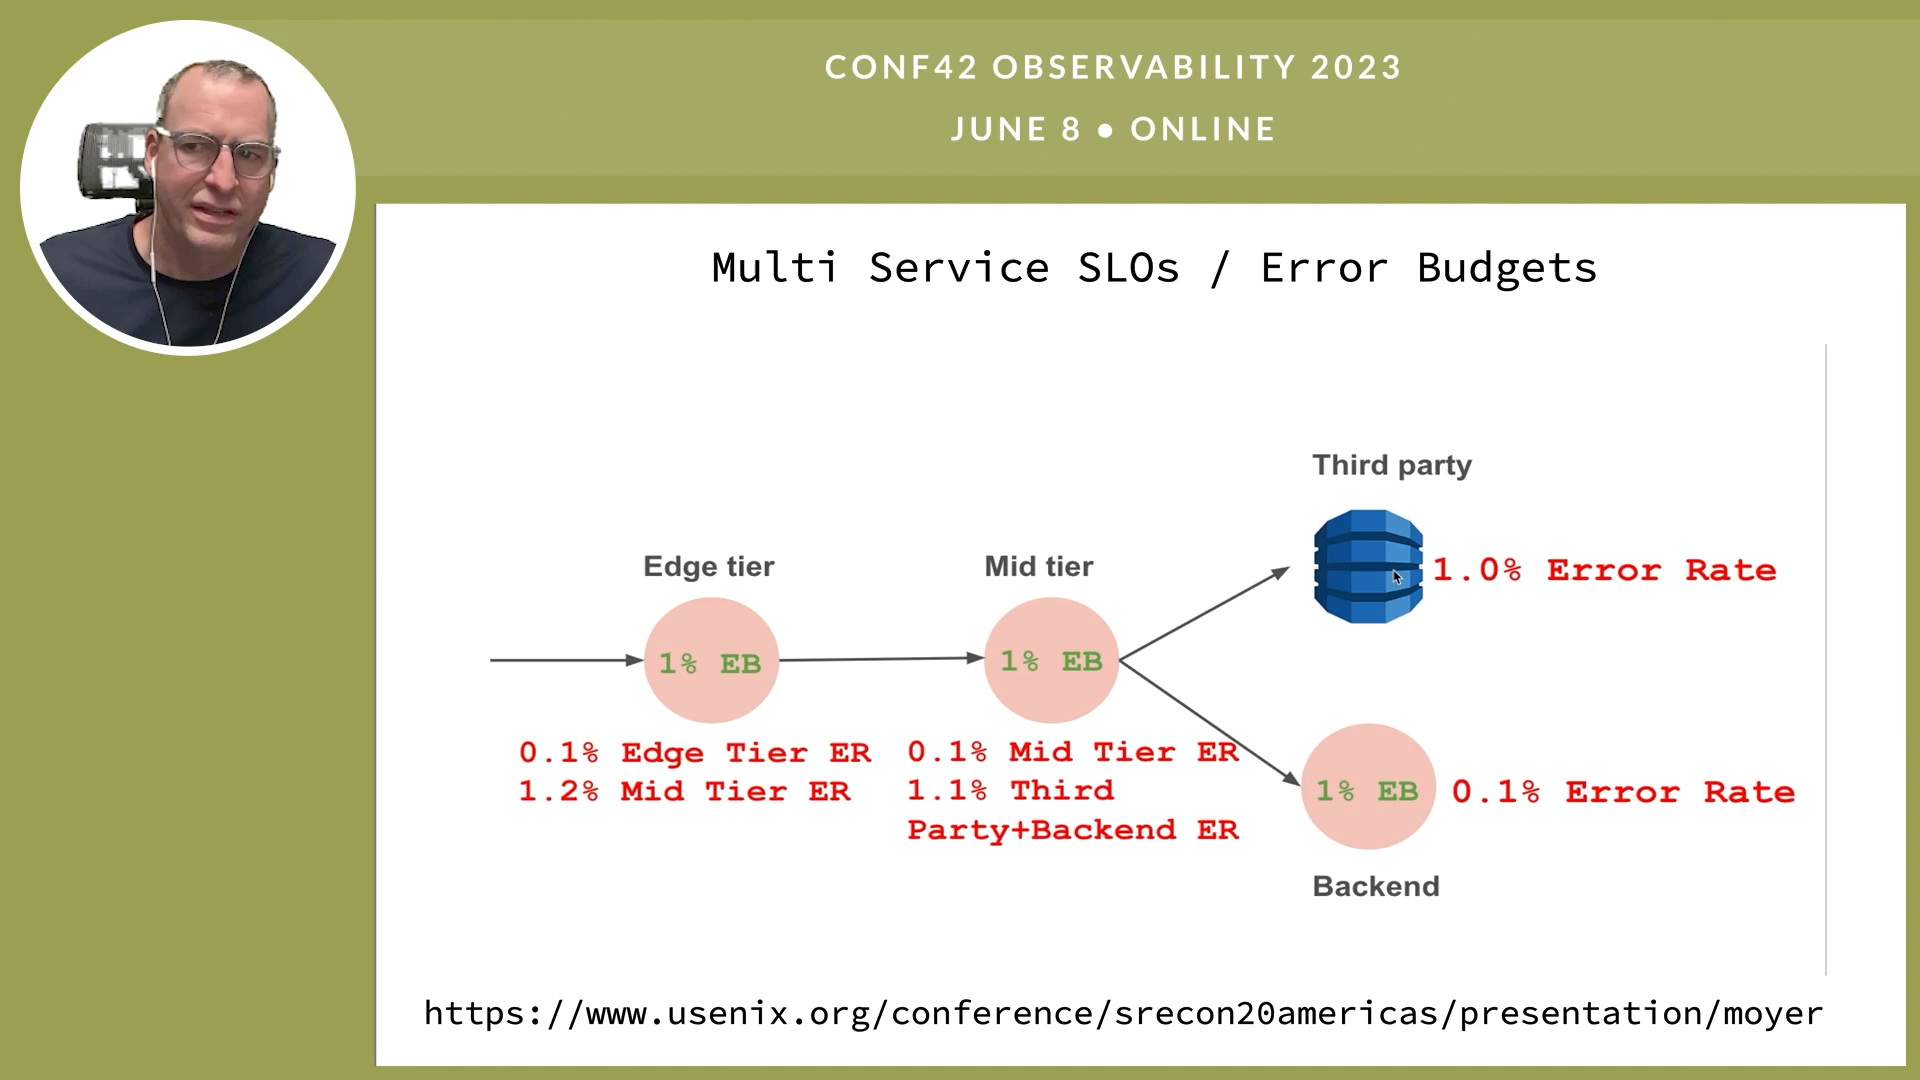 CONF42 OBSERVABILITY 2023
JUNE 8 ● ONLINE
Multi Service SLOs / Error Budgets
Third party
1.0% Error Rate
Edge tier
Mid tier
1% EB
1% EB
0.1% Edge Tier ER
1.2% Mid Tier ER
0.1% Mid Tier ER
1.1% Third
Party+Backend ER
1% EB
0.1% Error Rate
Backend
https://www.usenix.org/conference/srecon20americas/presentation/moyer